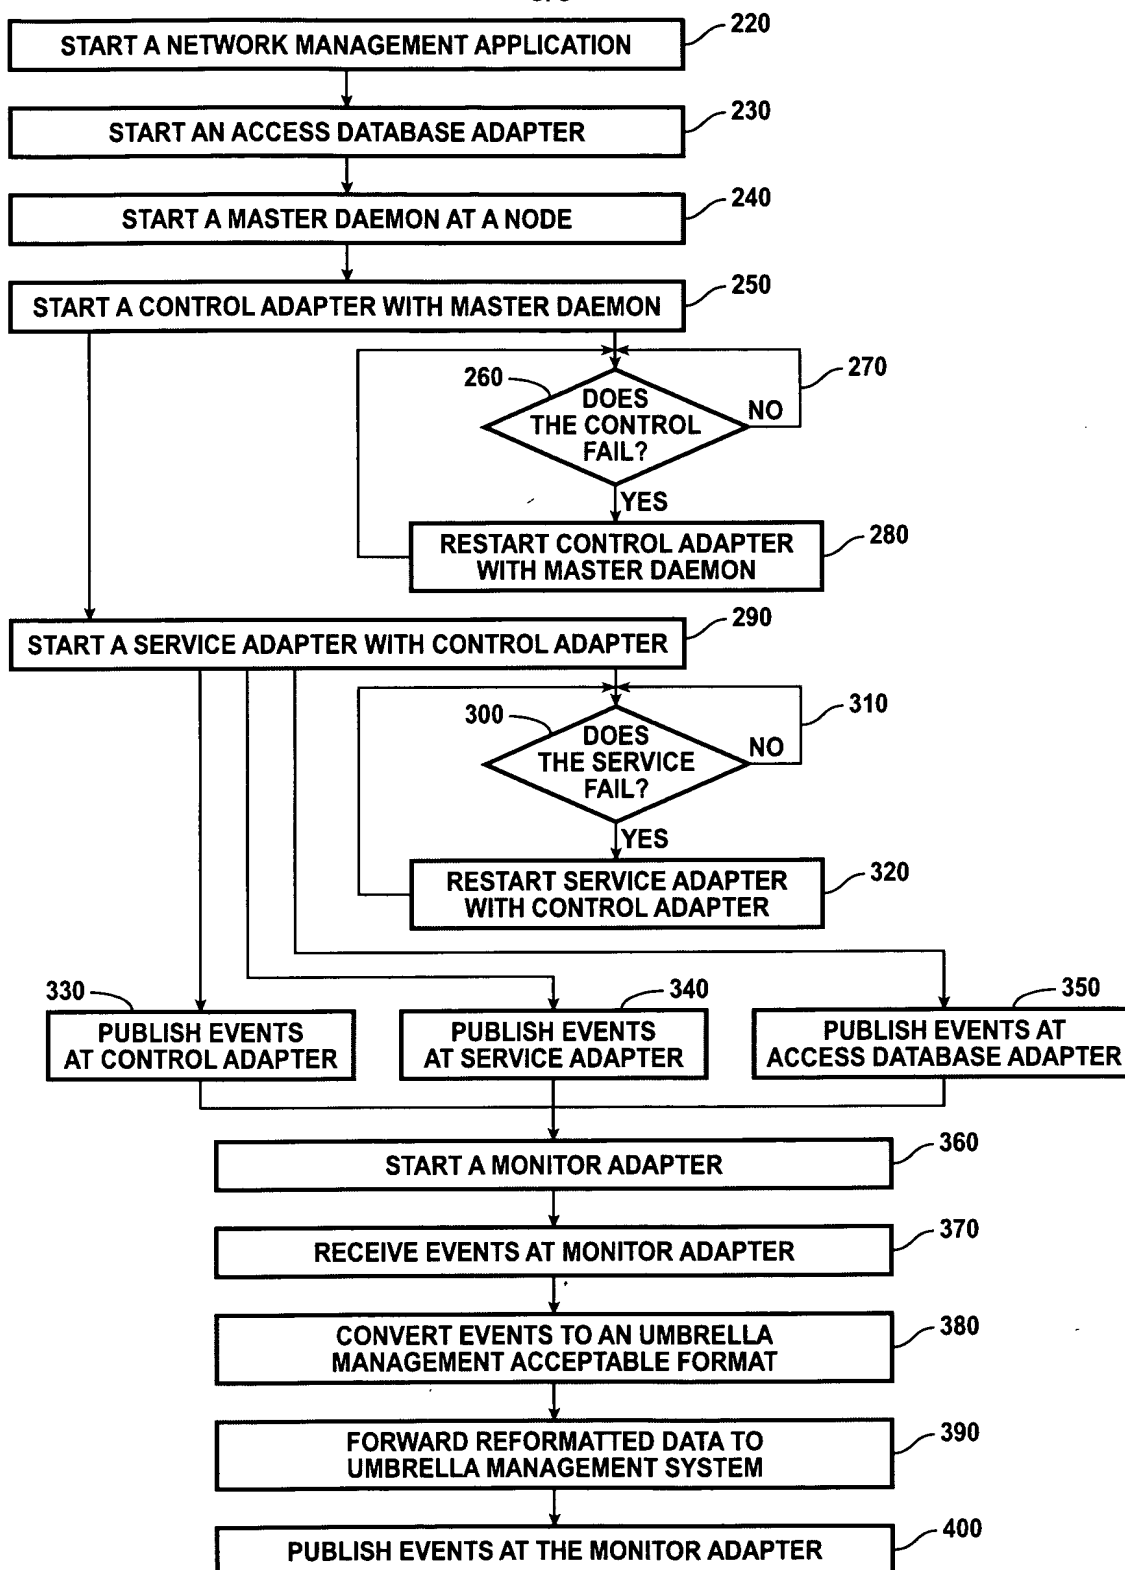 START A NETWORK MANAGEMENT APPLICATION
220
START AN ACCESS DATABASE ADAPTER
230
START A MASTER DAEMON AT A NODE
240
START A CONTROL ADAPTER WITH MASTER DAEMON
250
260
DOES
THE CONTROL
FAIL?
NO
270
YES
RESTART CONTROL ADAPTER
WITH MASTER DAEMON
280
START A SERVICE ADAPTER WITH CONTROL ADAPTER
290
300
DOES
THE SERVICE
FAIL?
NO
310
YES
RESTART SERVICE ADAPTER
WITH CONTROL ADAPTER
320
330
PUBLISH EVENTS
AT CONTROL ADAPTER
340
PUBLISH EVENTS
AT SERVICE ADAPTER
350
PUBLISH EVENTS AT
ACCESS DATABASE ADAPTER
START A MONITOR ADAPTER
360
RECEIVE EVENTS AT MONITOR ADAPTER
370
CONVERT EVENTS TO AN UMBRELLA
MANAGEMENT ACCEPTABLE FORMAT
380
FORWARD REFORMATTED DATA TO
UMBRELLA MANAGEMENT SYSTEM
390
PUBLISH EVENTS AT THE MONITOR ADAPTER
400